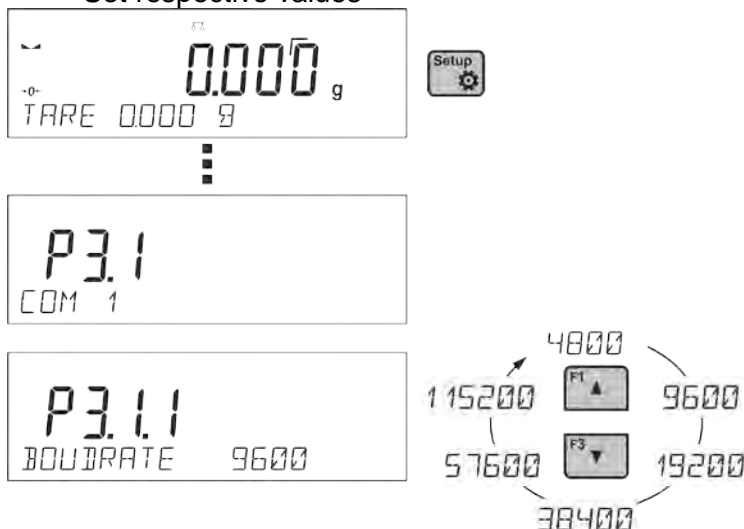 Set respective values
0.000 g
→0←
TARE 0.000 g
Setup
P3.1
COM 1
P3.1.1
BOUDRATE 9600
4800
115200 F1 9600
57600 F3 19200
38400